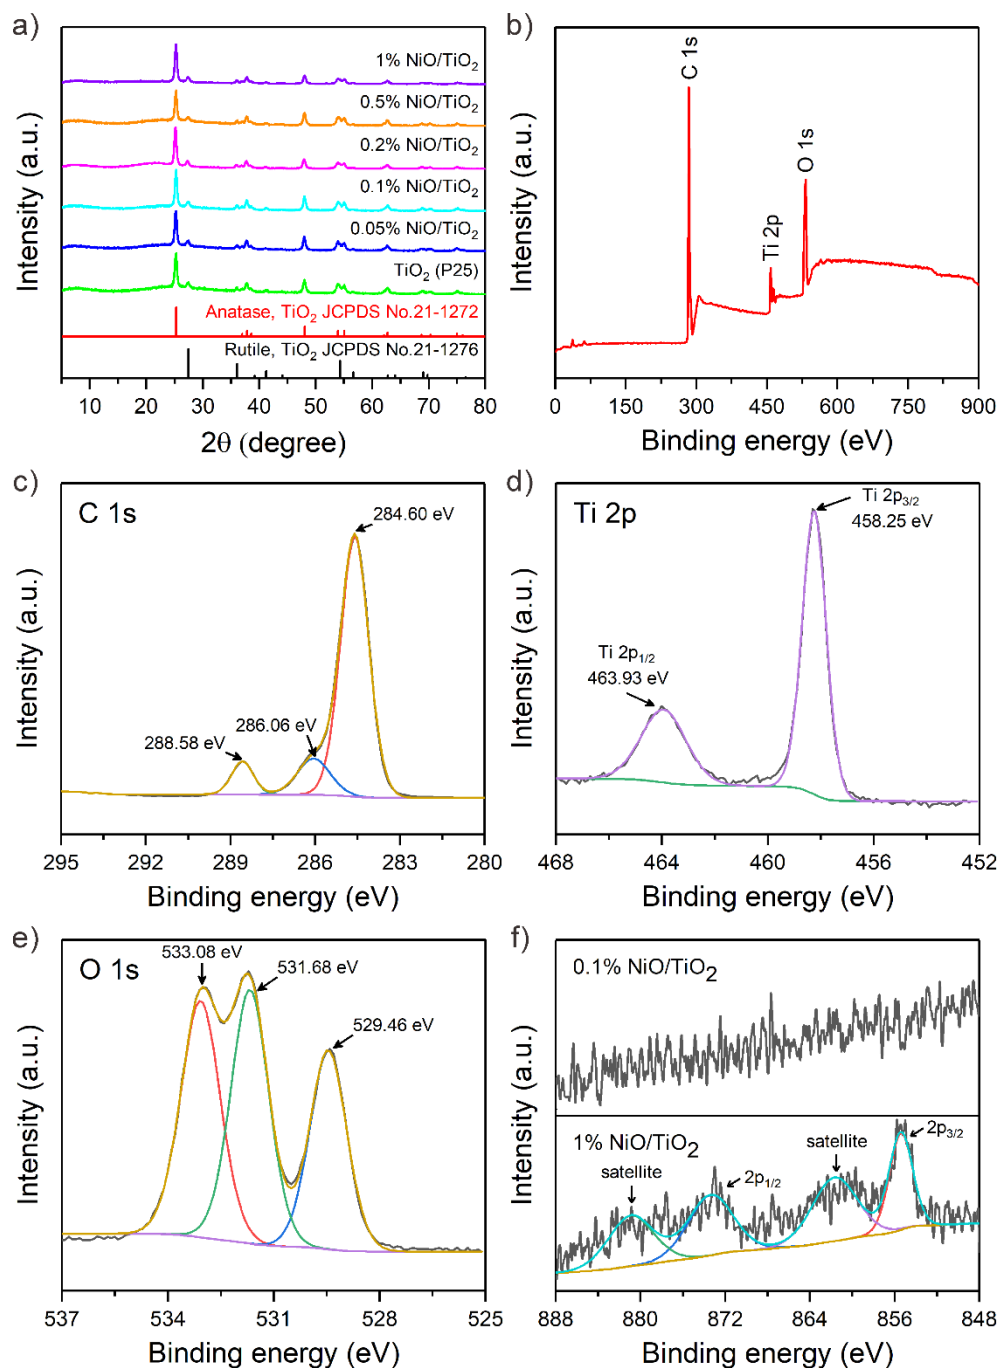 a)
Intensity (a.u.)
1% NiO/TiO₂
0.5% NiO/TiO₂
0.2% NiO/TiO₂
0.1% NiO/TiO₂
0.05% NiO/TiO₂
TiO₂ (P25)
Anatase, TiO₂ JCPDS No.21-1272
Rutile, TiO₂ JCPDS No.21-1276
10 20 30 40 50 60 70 80
2θ (degree)
b)
Intensity (a.u.)
C 1s
Ti 2p
O 1s
0 150 300 450 600 750 900
Binding energy (eV)
c)
C 1s
Intensity (a.u.)
284.60 eV
286.06 eV
288.58 eV
295 292 289 286 283 280
Binding energy (eV)
d)
Ti 2p
Intensity (a.u.)
Ti 2p₃/₂
458.25 eV
Ti 2p₁/₂
463.93 eV
468 464 460 456 452
Binding energy (eV)
e)
O 1s
Intensity (a.u.)
533.08 eV
531.68 eV
529.46 eV
537 533 531 529 525
Binding energy (eV)
f)
Intensity (a.u.)
0.1% NiO/TiO₂
1% NiO/TiO₂
satellite
2p₁/₂
satellite
2p₃/₂
888 880 872 864 856 848
Binding energy (eV)